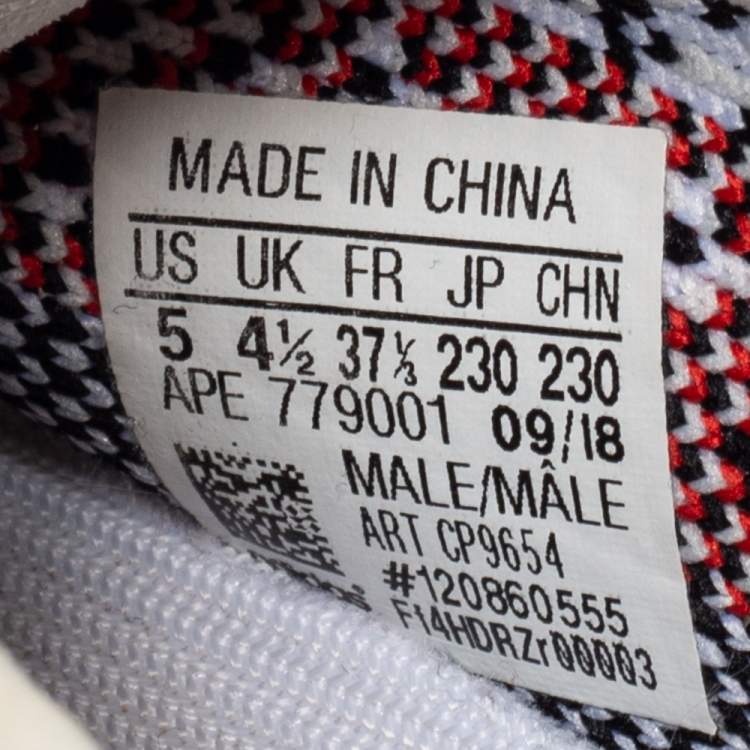 MADE IN CHINA
US UK FR JP CHN
5 4½ 37⅓ 230 230
APE 779001 09/18
MALE/MÂLE
ART CP9654
#120860555
F14HDRZr00003